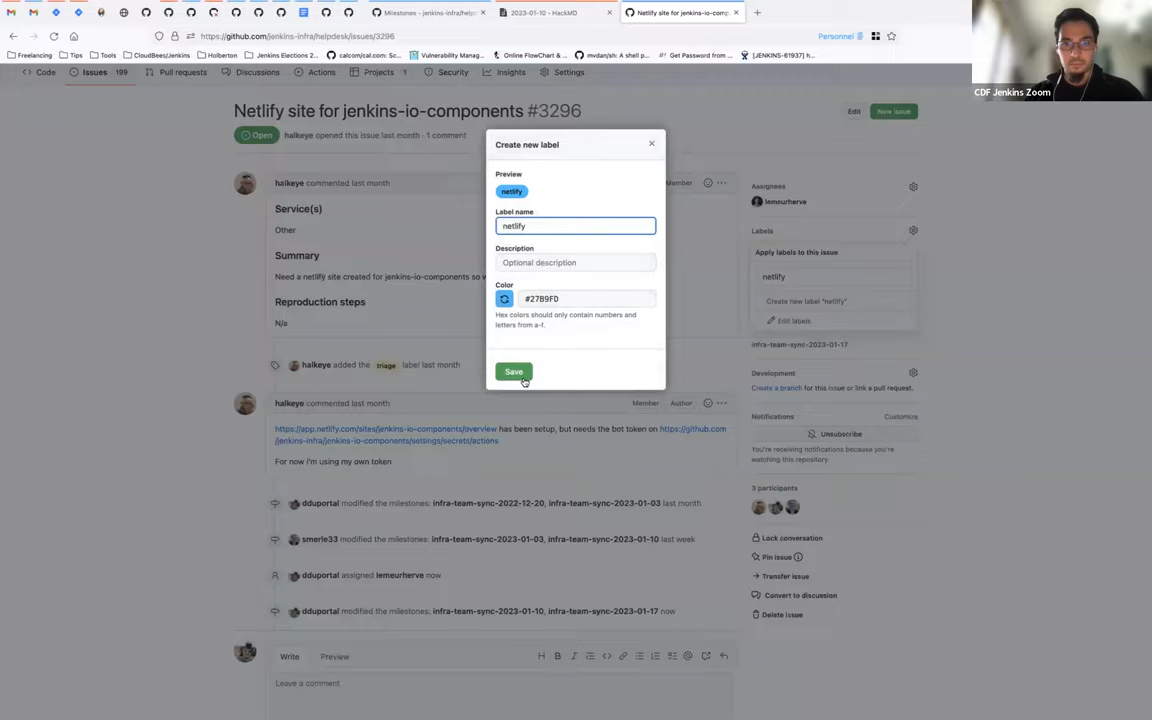 Milestones - jenkins-infra/help
2023-01-10 - HackMD
Netlify site for jenkins-io-comp
https://github.com/jenkins-infra/helpdesk/issues/3296
Personnel
Freelancing
Tips
Tools
CloudBees/Jenkins
Holberton
Jenkins Elections 2...
calcom/cal.com: Sc...
Vulnerability Manag...
Online FlowChart & ...
mvdan/sh: A shell p...
Get Password from ...
[JENKINS-61937] h...
Code
Issues 199
Pull requests
Discussions
Actions
Projects 1
Security
Insights
Settings
CDF Jenkins Zoom
Netlify site for jenkins-io-components #3296
Edit
New issue
Open
halkeye opened this issue last month · 1 comment
Create new label
Preview
netlify
Label name
netlify
Description
Optional description
Color
#27B9FD
Hex colors should only contain numbers and
letters from a-f.
Save
halkeye commented last month
Member
Service(s)
Other
Summary
Need a netlify site created for jenkins-io-components so w
Reproduction steps
N/a
halkeye added the triage label last month
halkeye commented last month
Member
Author
https://app.netlify.com/sites/jenkins-io-components/overview has been setup, but needs the bot token on https://github.com
/jenkins-infra/jenkins-io-components/settings/secrets/actions
For now i'm using my own token
dduportal modified the milestones: infra-team-sync-2022-12-20, infra-team-sync-2023-01-03 last month
smerle33 modified the milestones: infra-team-sync-2023-01-03, infra-team-sync-2023-01-10 last week
dduportal assigned lemeurherve now
dduportal modified the milestones: infra-team-sync-2023-01-10, infra-team-sync-2023-01-17 now
Write
Preview
Leave a comment
Assignees
lemeurherve
Labels
Apply labels to this issue
netlify
Create new label "netlify"
Edit labels
infra-team-sync-2023-01-17
Development
Create a branch for this issue or link a pull request.
Notifications
Customize
Unsubscribe
You're receiving notifications because you're
watching this repository.
3 participants
Lock conversation
Pin issue
Transfer issue
Convert to discussion
Delete issue